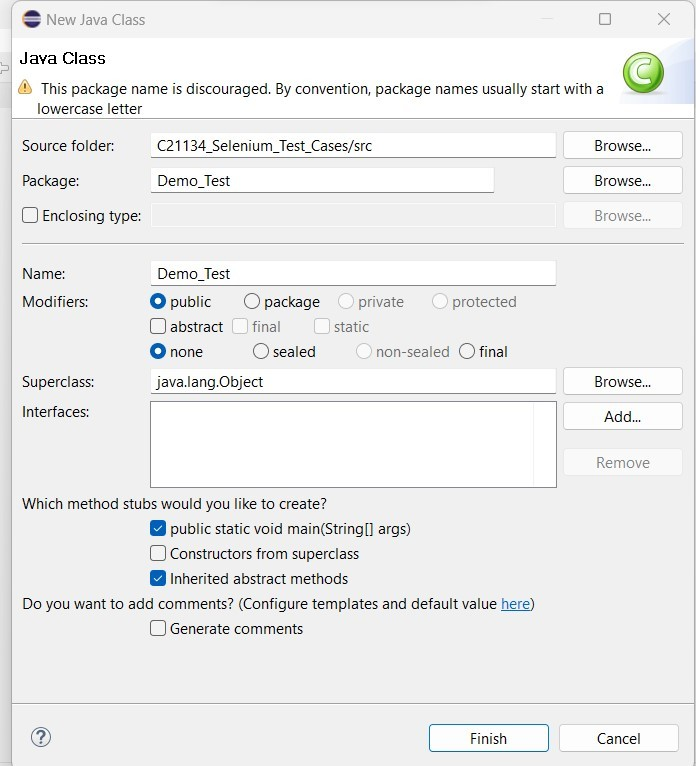 New Java Class
Java Class
This package name is discouraged. By convention, package names usually start with a
lowercase letter
Source folder: C21134_Selenium_Test_Cases/src Browse...
Package: Demo_Test Browse...
Enclosing type: Browse...
Name: Demo_Test
Modifiers: public package private protected
abstract final static
none sealed non-sealed final
Superclass: java.lang.Object Browse...
Interfaces: Add...
Remove
Which method stubs would you like to create?
public static void main(String[] args)
Constructors from superclass
Inherited abstract methods
Do you want to add comments? (Configure templates and default value here)
Generate comments
? Finish Cancel